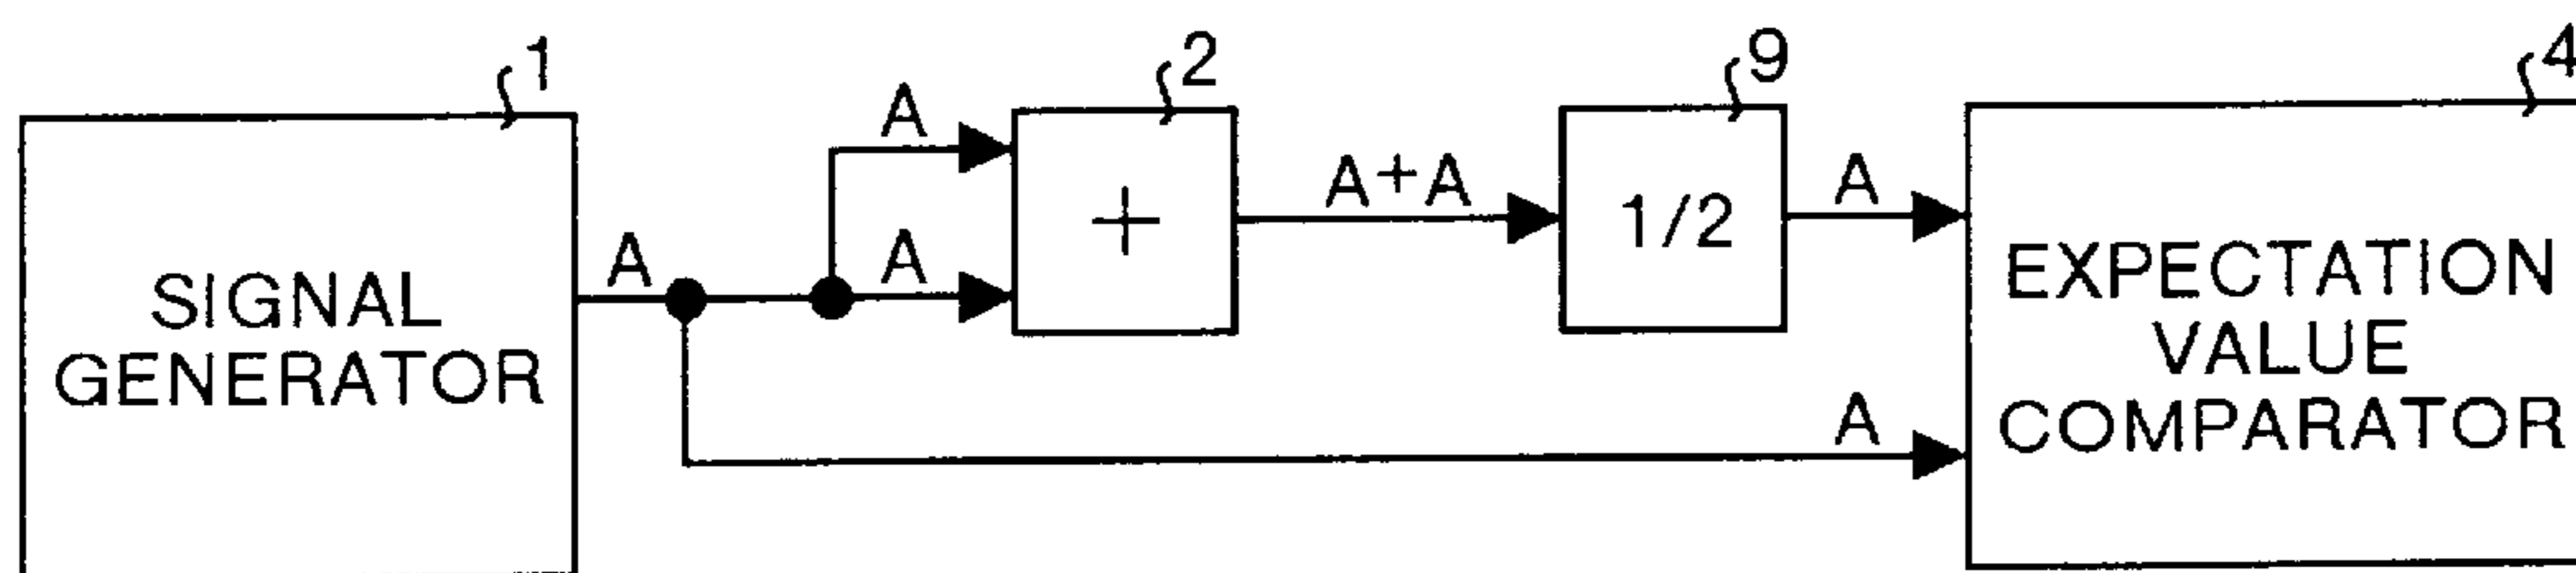 1
2
9
4
A
A
A
A+A
A
A
+
1/2
SIGNAL
GENERATOR
EXPECTATION
VALUE
COMPARATOR